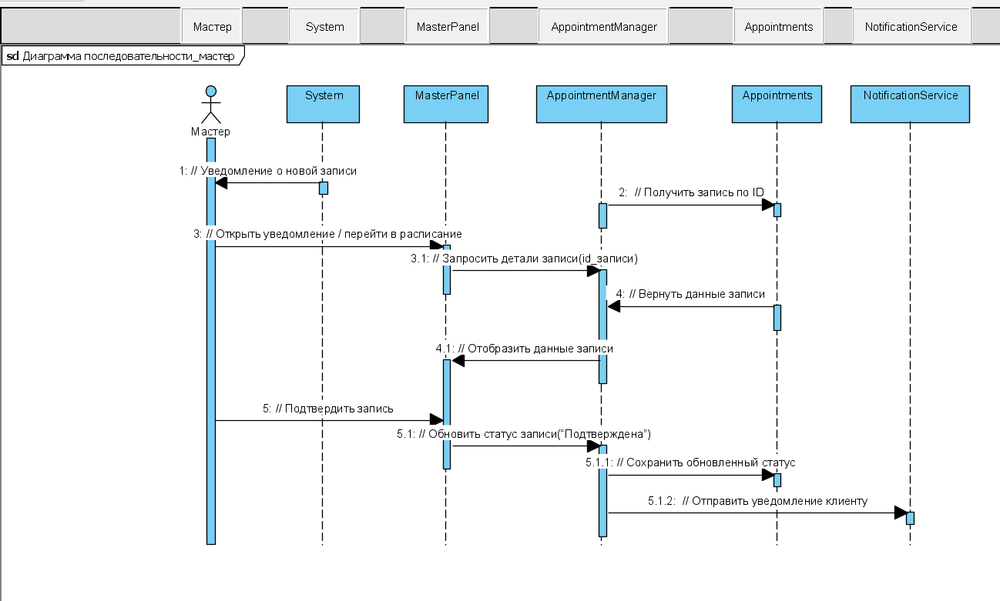 Мастер System MasterPanel AppointmentManager Appointments NotificationService
sd Диаграмма последовательности_мастер
System MasterPanel AppointmentManager Appointments NotificationService
Мастер
1: // Уведомление о новой записи
2: // Получить запись по ID
3: // Открыть уведомление / перейти в расписание
3.1: // Запросить детали записи(id_записи)
4: // Вернуть данные записи
4.1: // Отобразить данные записи
5: // Подтвердить запись
5.1: // Обновить статус записи(“Подтверждена”)
5.1.1: // Сохранить обновленный статус
5.1.2: // Отправить уведомление клиенту